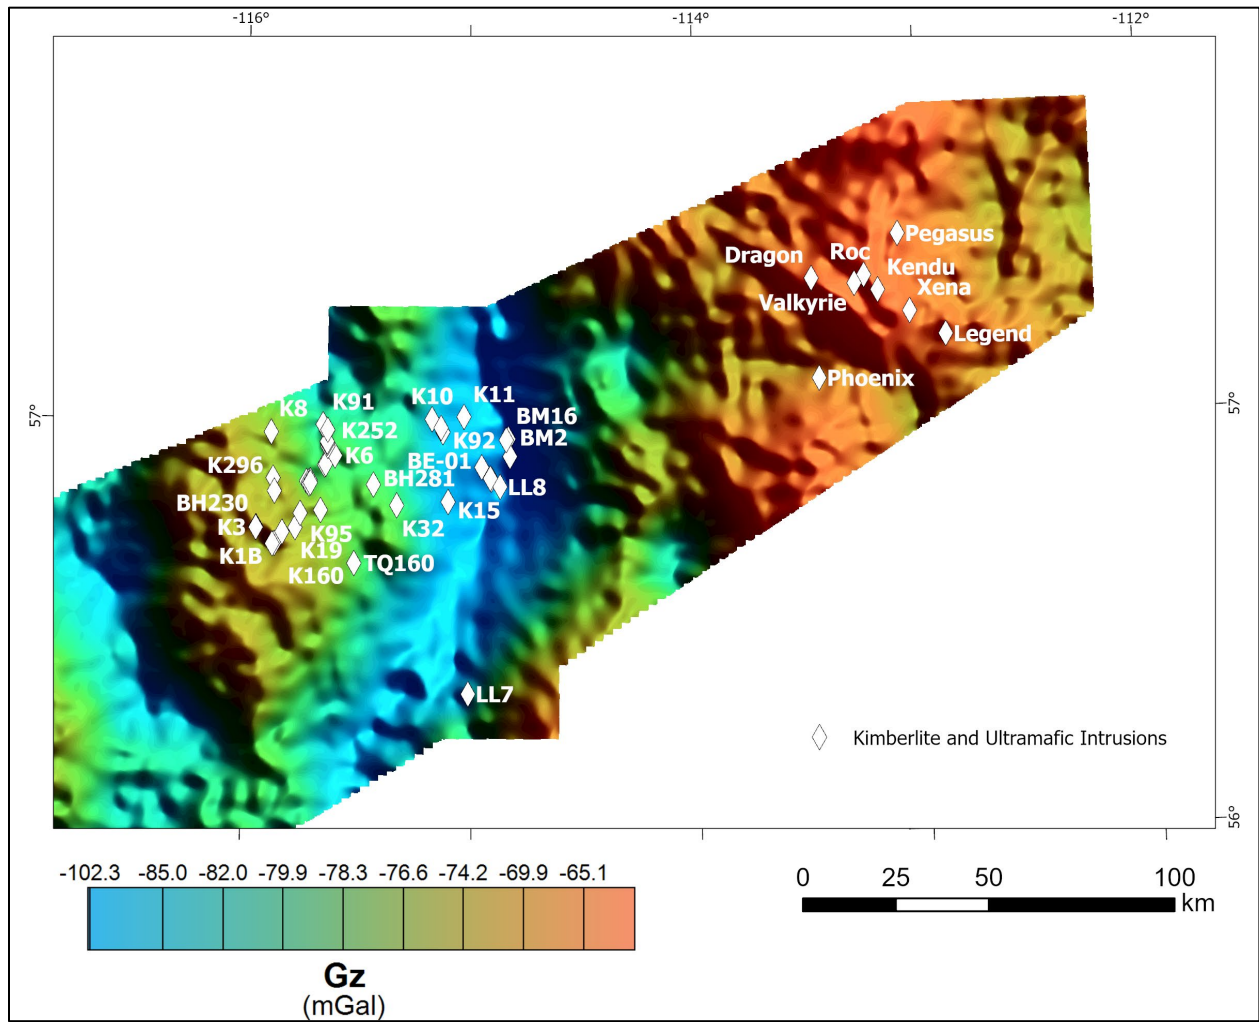 -116°
-114°
-112°
Pegasus
Dragon
Roc
Kendu
Xena
Valkyrie
Legend
Phoenix
57°
57°
K8
K91
K10
K11
BM16
K252
K92
BM2
K6
K296
BE-01
BH281
LL8
BH230
K15
K3
K95
K32
K1B
K19
K160
TQ160
LL7
Kimberlite and Ultramafic Intrusions
56°
-102.3 -85.0 -82.0 -79.9 -78.3 -76.6 -74.2 -69.9 -65.1
0 25 50 100
km
Gz
(mGal)